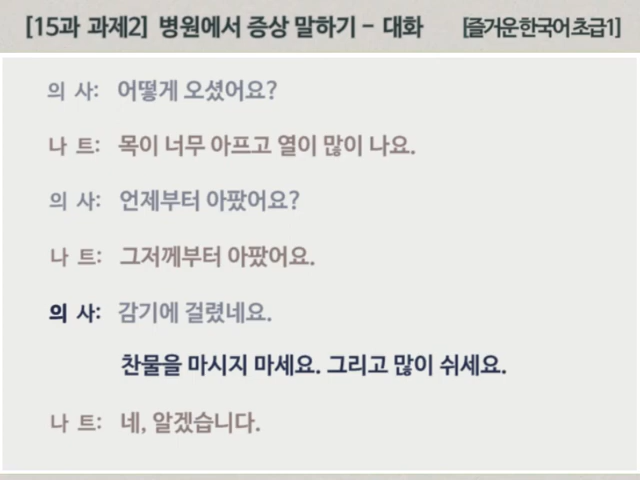 [15과 과제2] 병원에서 증상 말하기 - 대화 [즐거운한국어초급1]
의 사: 어떻게 오셨어요?
나 트: 목이 너무 아프고 열이 많이 나요.
의 사: 언제부터 아팠어요?
나 트: 그저께부터 아팠어요.
의 사: 감기에 걸렸네요.
찬물을 마시지 마세요. 그리고 많이 쉬세요.
나 트: 네, 알겠습니다.